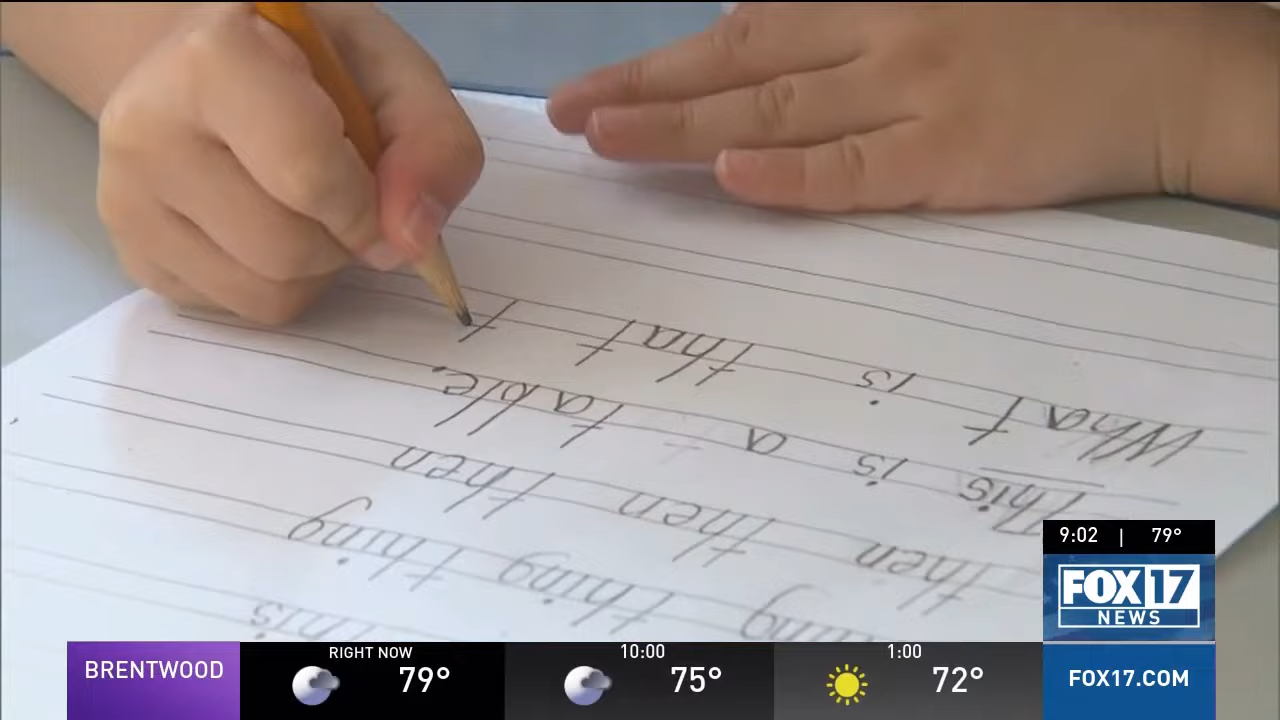 thing thing
then then then
This is a table.
What is that t
9:02 | 79°
FOX 17
NEWS
BRENTWOOD
RIGHT NOW
79°
10:00
75°
1:00
72°
FOX17.COM